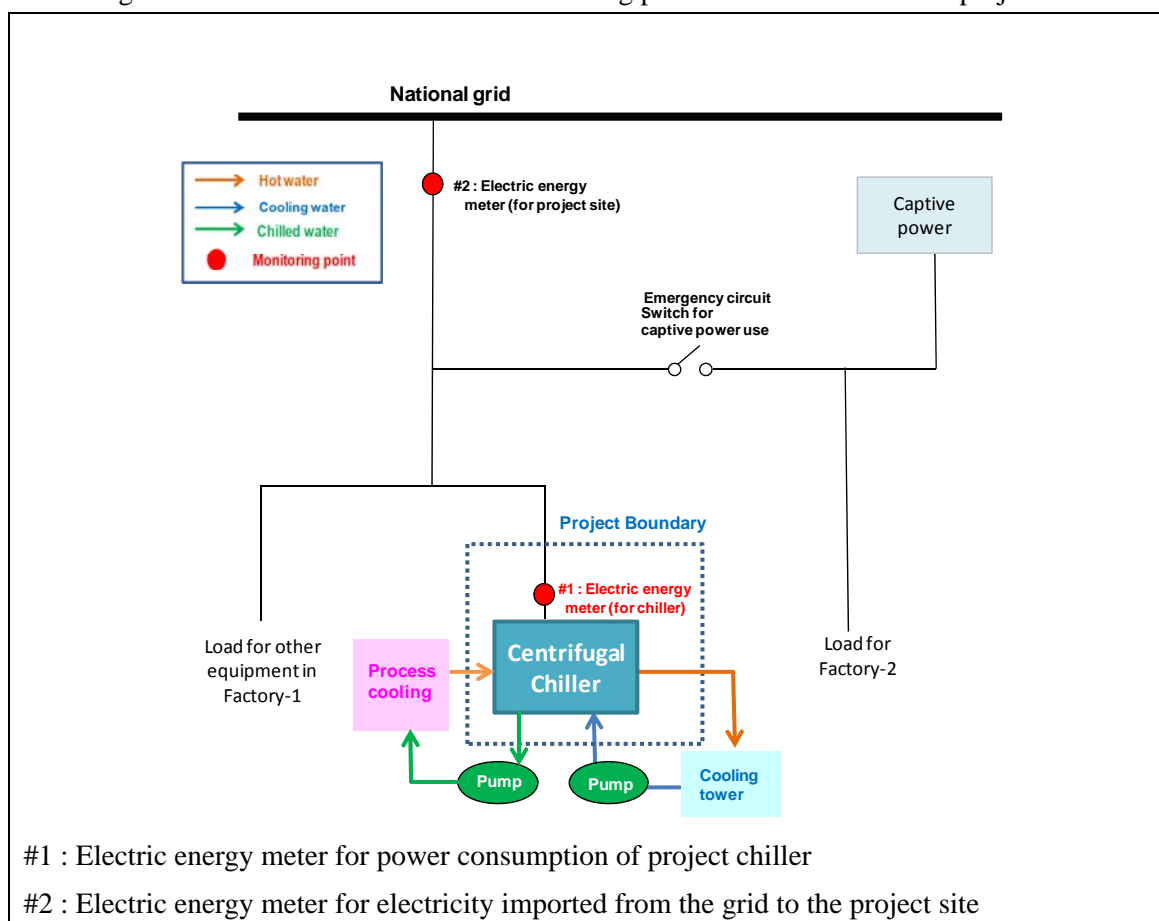 National grid
Hot water
Cooling water
Chilled water
Monitoring point
#2 : Electric energy
meter (for project site)
Captive
power
Emergency circuit
Switch for
captive power use
Project Boundary
#1 : Electric energy
meter (for chiller)
Load for other
equipment in
Factory-1
Process
cooling
Centrifugal
Chiller
Load for
Factory-2
Pump
Pump
Cooling
tower
#1 : Electric energy meter for power consumption of project chiller
#2 : Electric energy meter for electricity imported from the grid to the project site